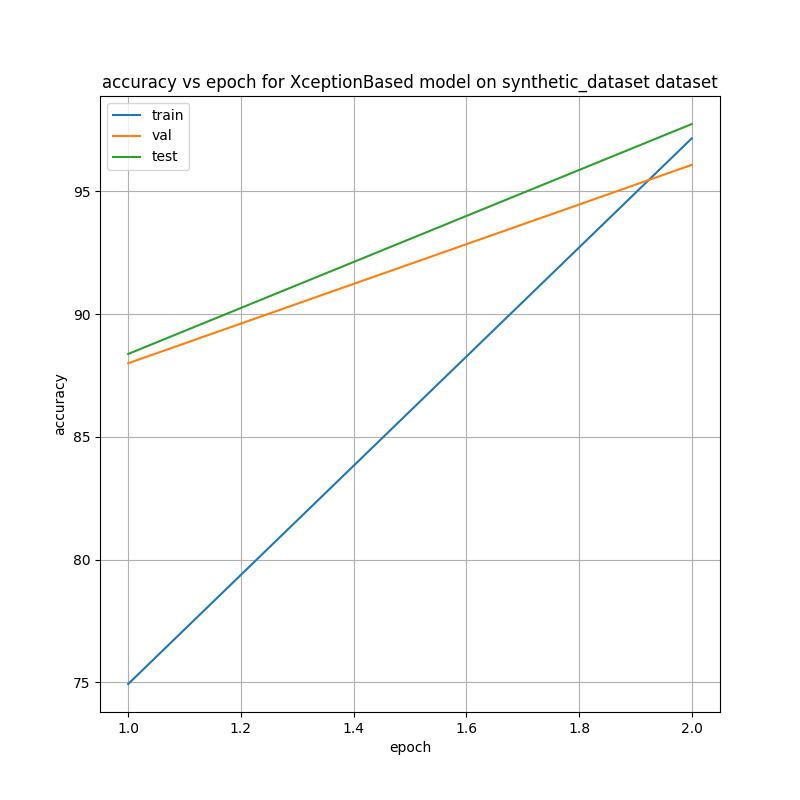 accuracy vs epoch for XceptionBased model on synthetic_dataset dataset
train
val
test
95
90
85
80
75
accuracy
1.0 1.2 1.4 1.6 1.8 2.0
epoch